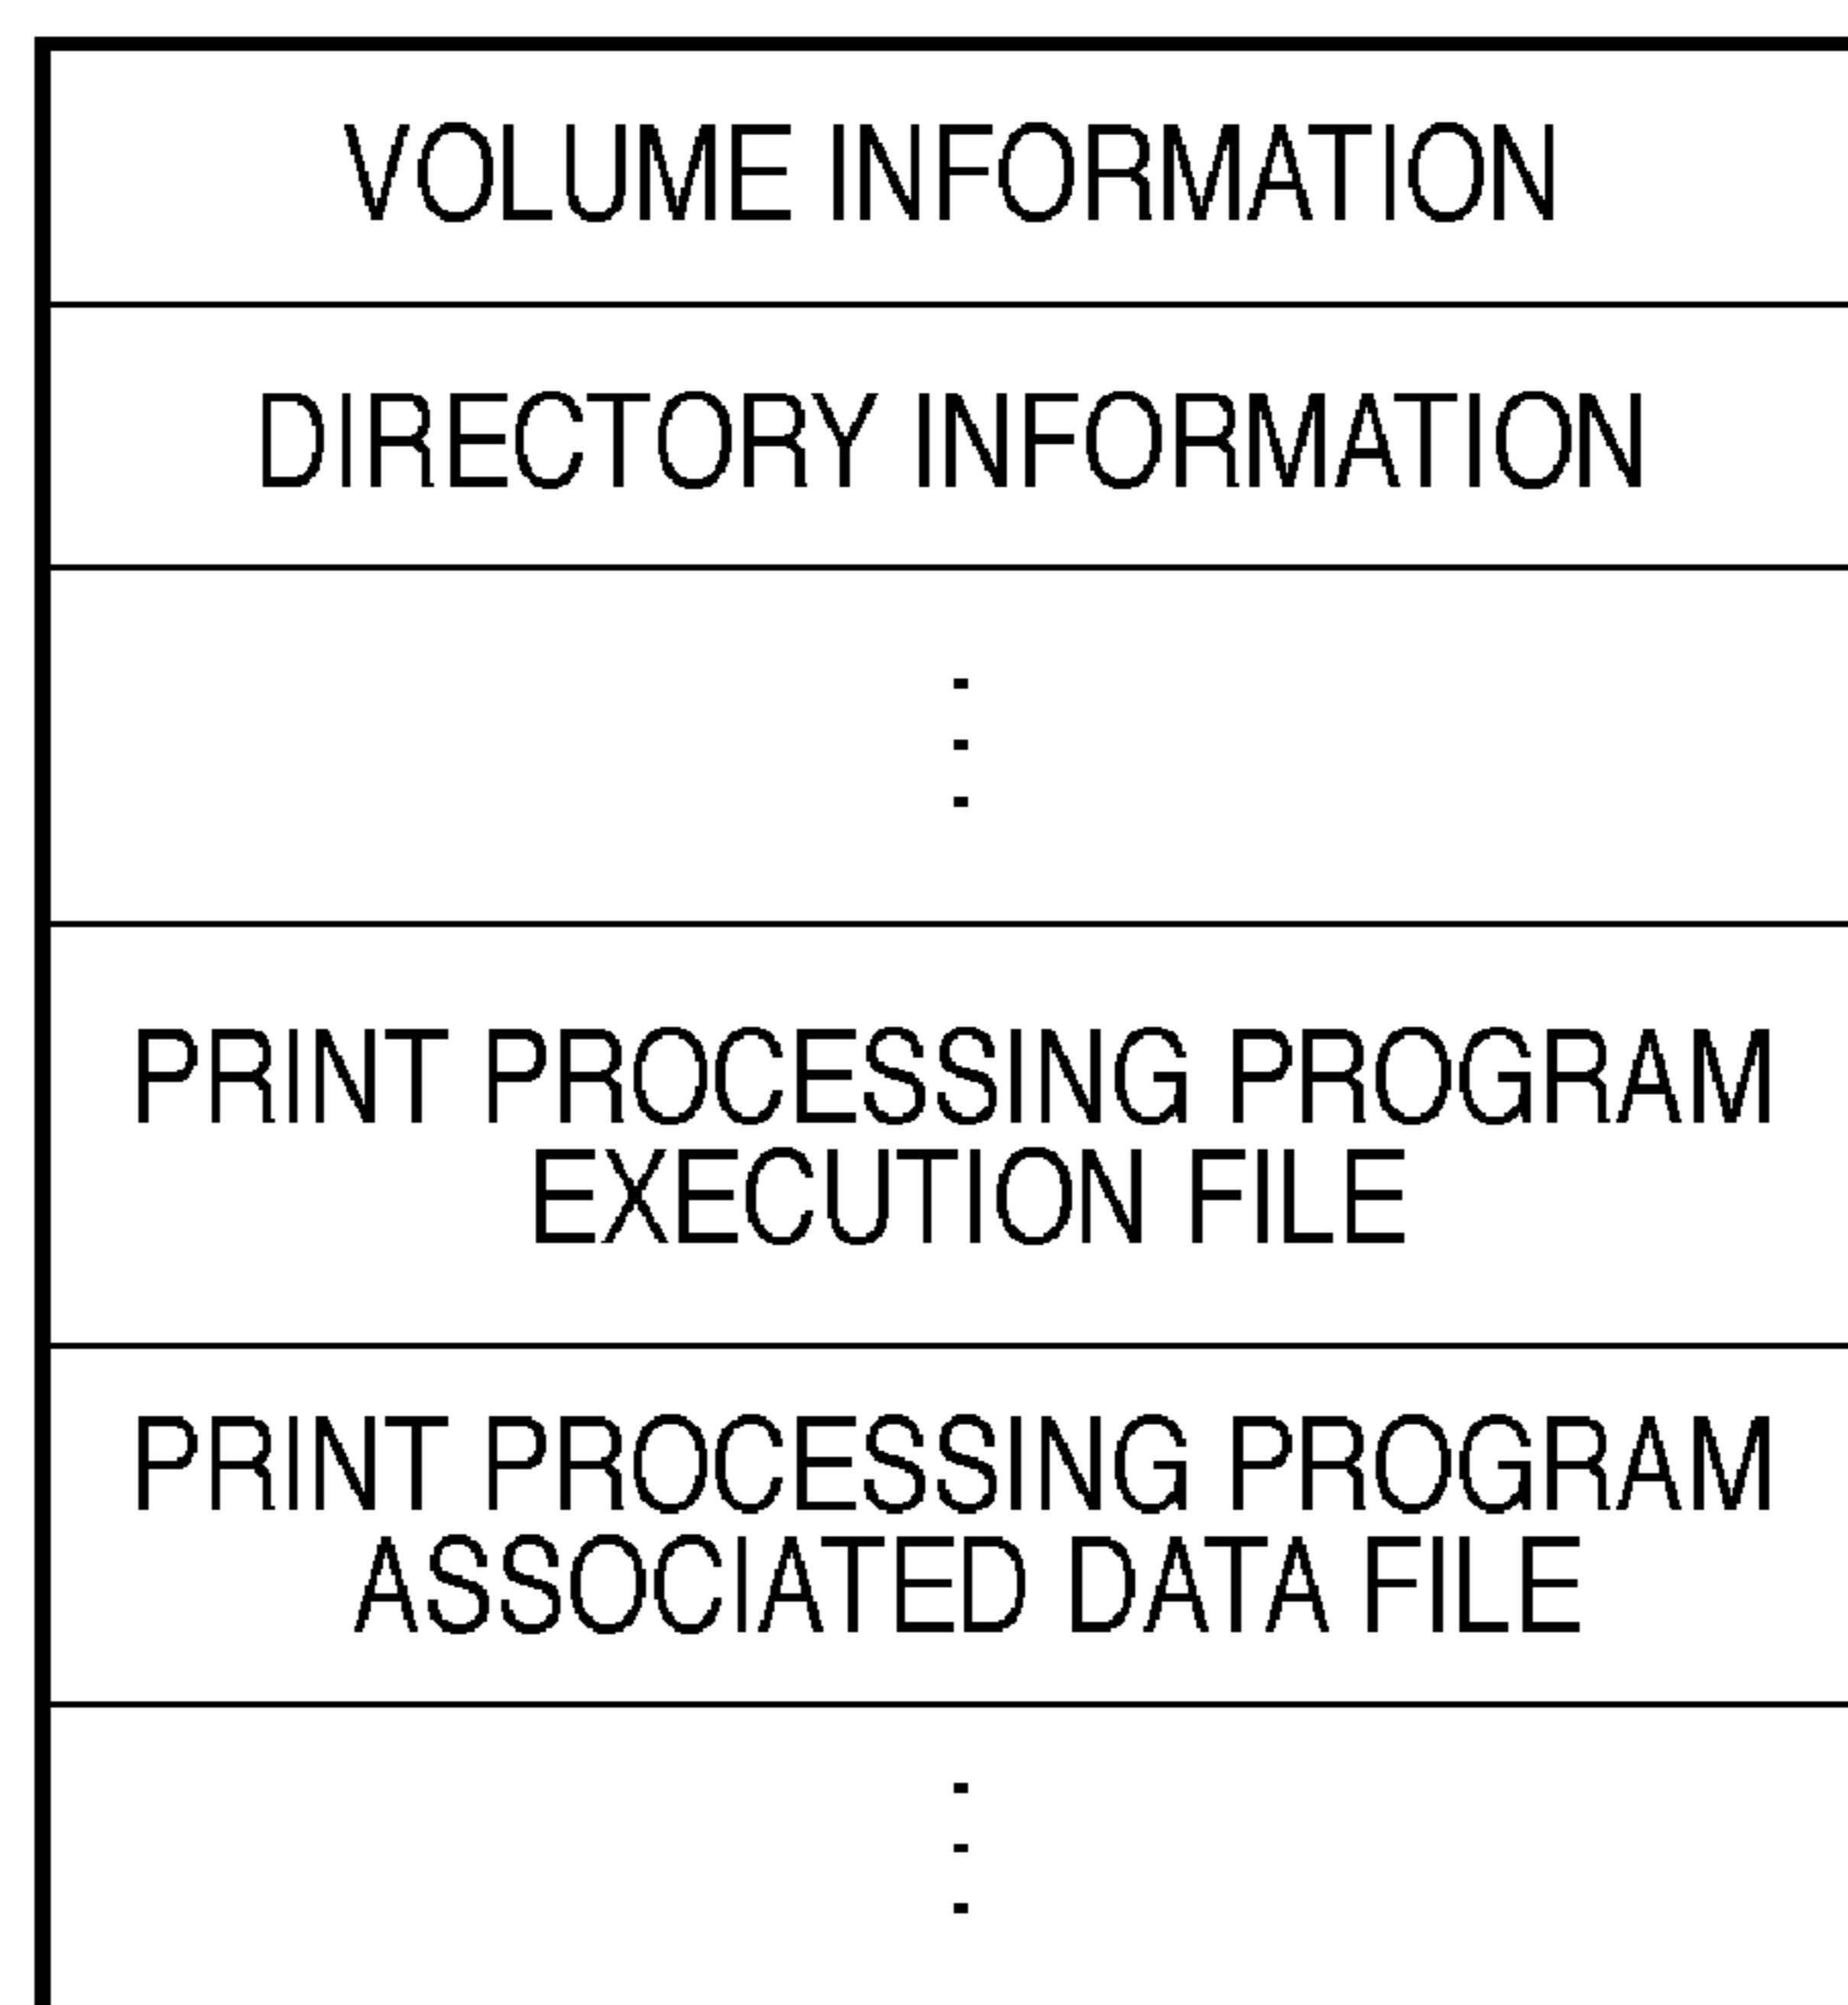 VOLUME INFORMATION
DIRECTORY INFORMATION
PRINT PROCESSING PROGRAM
EXECUTION FILE
PRINT PROCESSING PROGRAM
ASSOCIATED DATA FILE